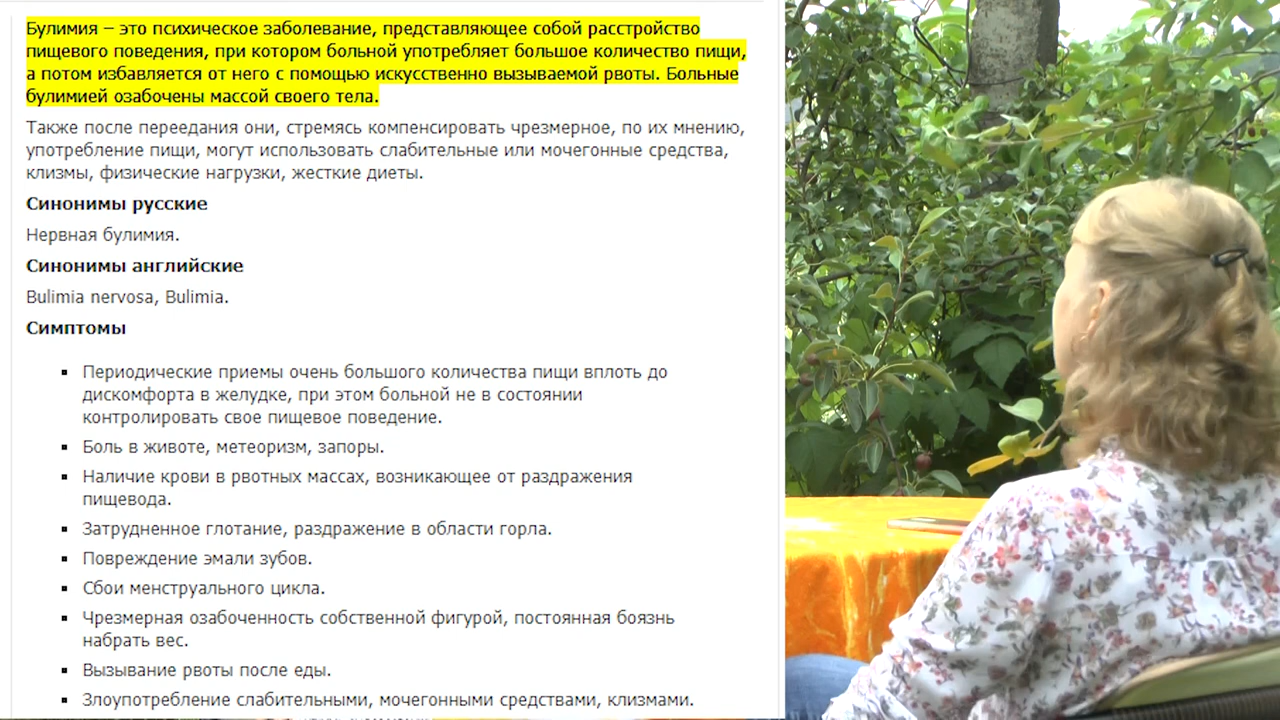 Булимия – это психическое заболевание, представляющее собой расстройство
пищевого поведения, при котором больной употребляет большое количество пищи,
а потом избавляется от него с помощью искусственно вызываемой рвоты. Больные
булимией озабочены массой своего тела.
Также после переедания они, стремясь компенсировать чрезмерное, по их мнению,
употребление пищи, могут использовать слабительные или мочегонные средства,
клизмы, физические нагрузки, жесткие диеты.
Синонимы русские
Нервная булимия.
Синонимы английские
Bulimia nervosa, Bulimia.
Симптомы
▪ Периодические приемы очень большого количества пищи вплоть до
дискомфорта в желудке, при этом больной не в состоянии
контролировать свое пищевое поведение.
▪ Боль в животе, метеоризм, запоры.
▪ Наличие крови в рвотных массах, возникающее от раздражения
пищевода.
▪ Затрудненное глотание, раздражение в области горла.
▪ Повреждение эмали зубов.
▪ Сбои менструального цикла.
▪ Чрезмерная озабоченность собственной фигурой, постоянная боязнь
набрать вес.
▪ Вызывание рвоты после еды.
▪ Злоупотребление слабительными, мочегонными средствами, клизмами.